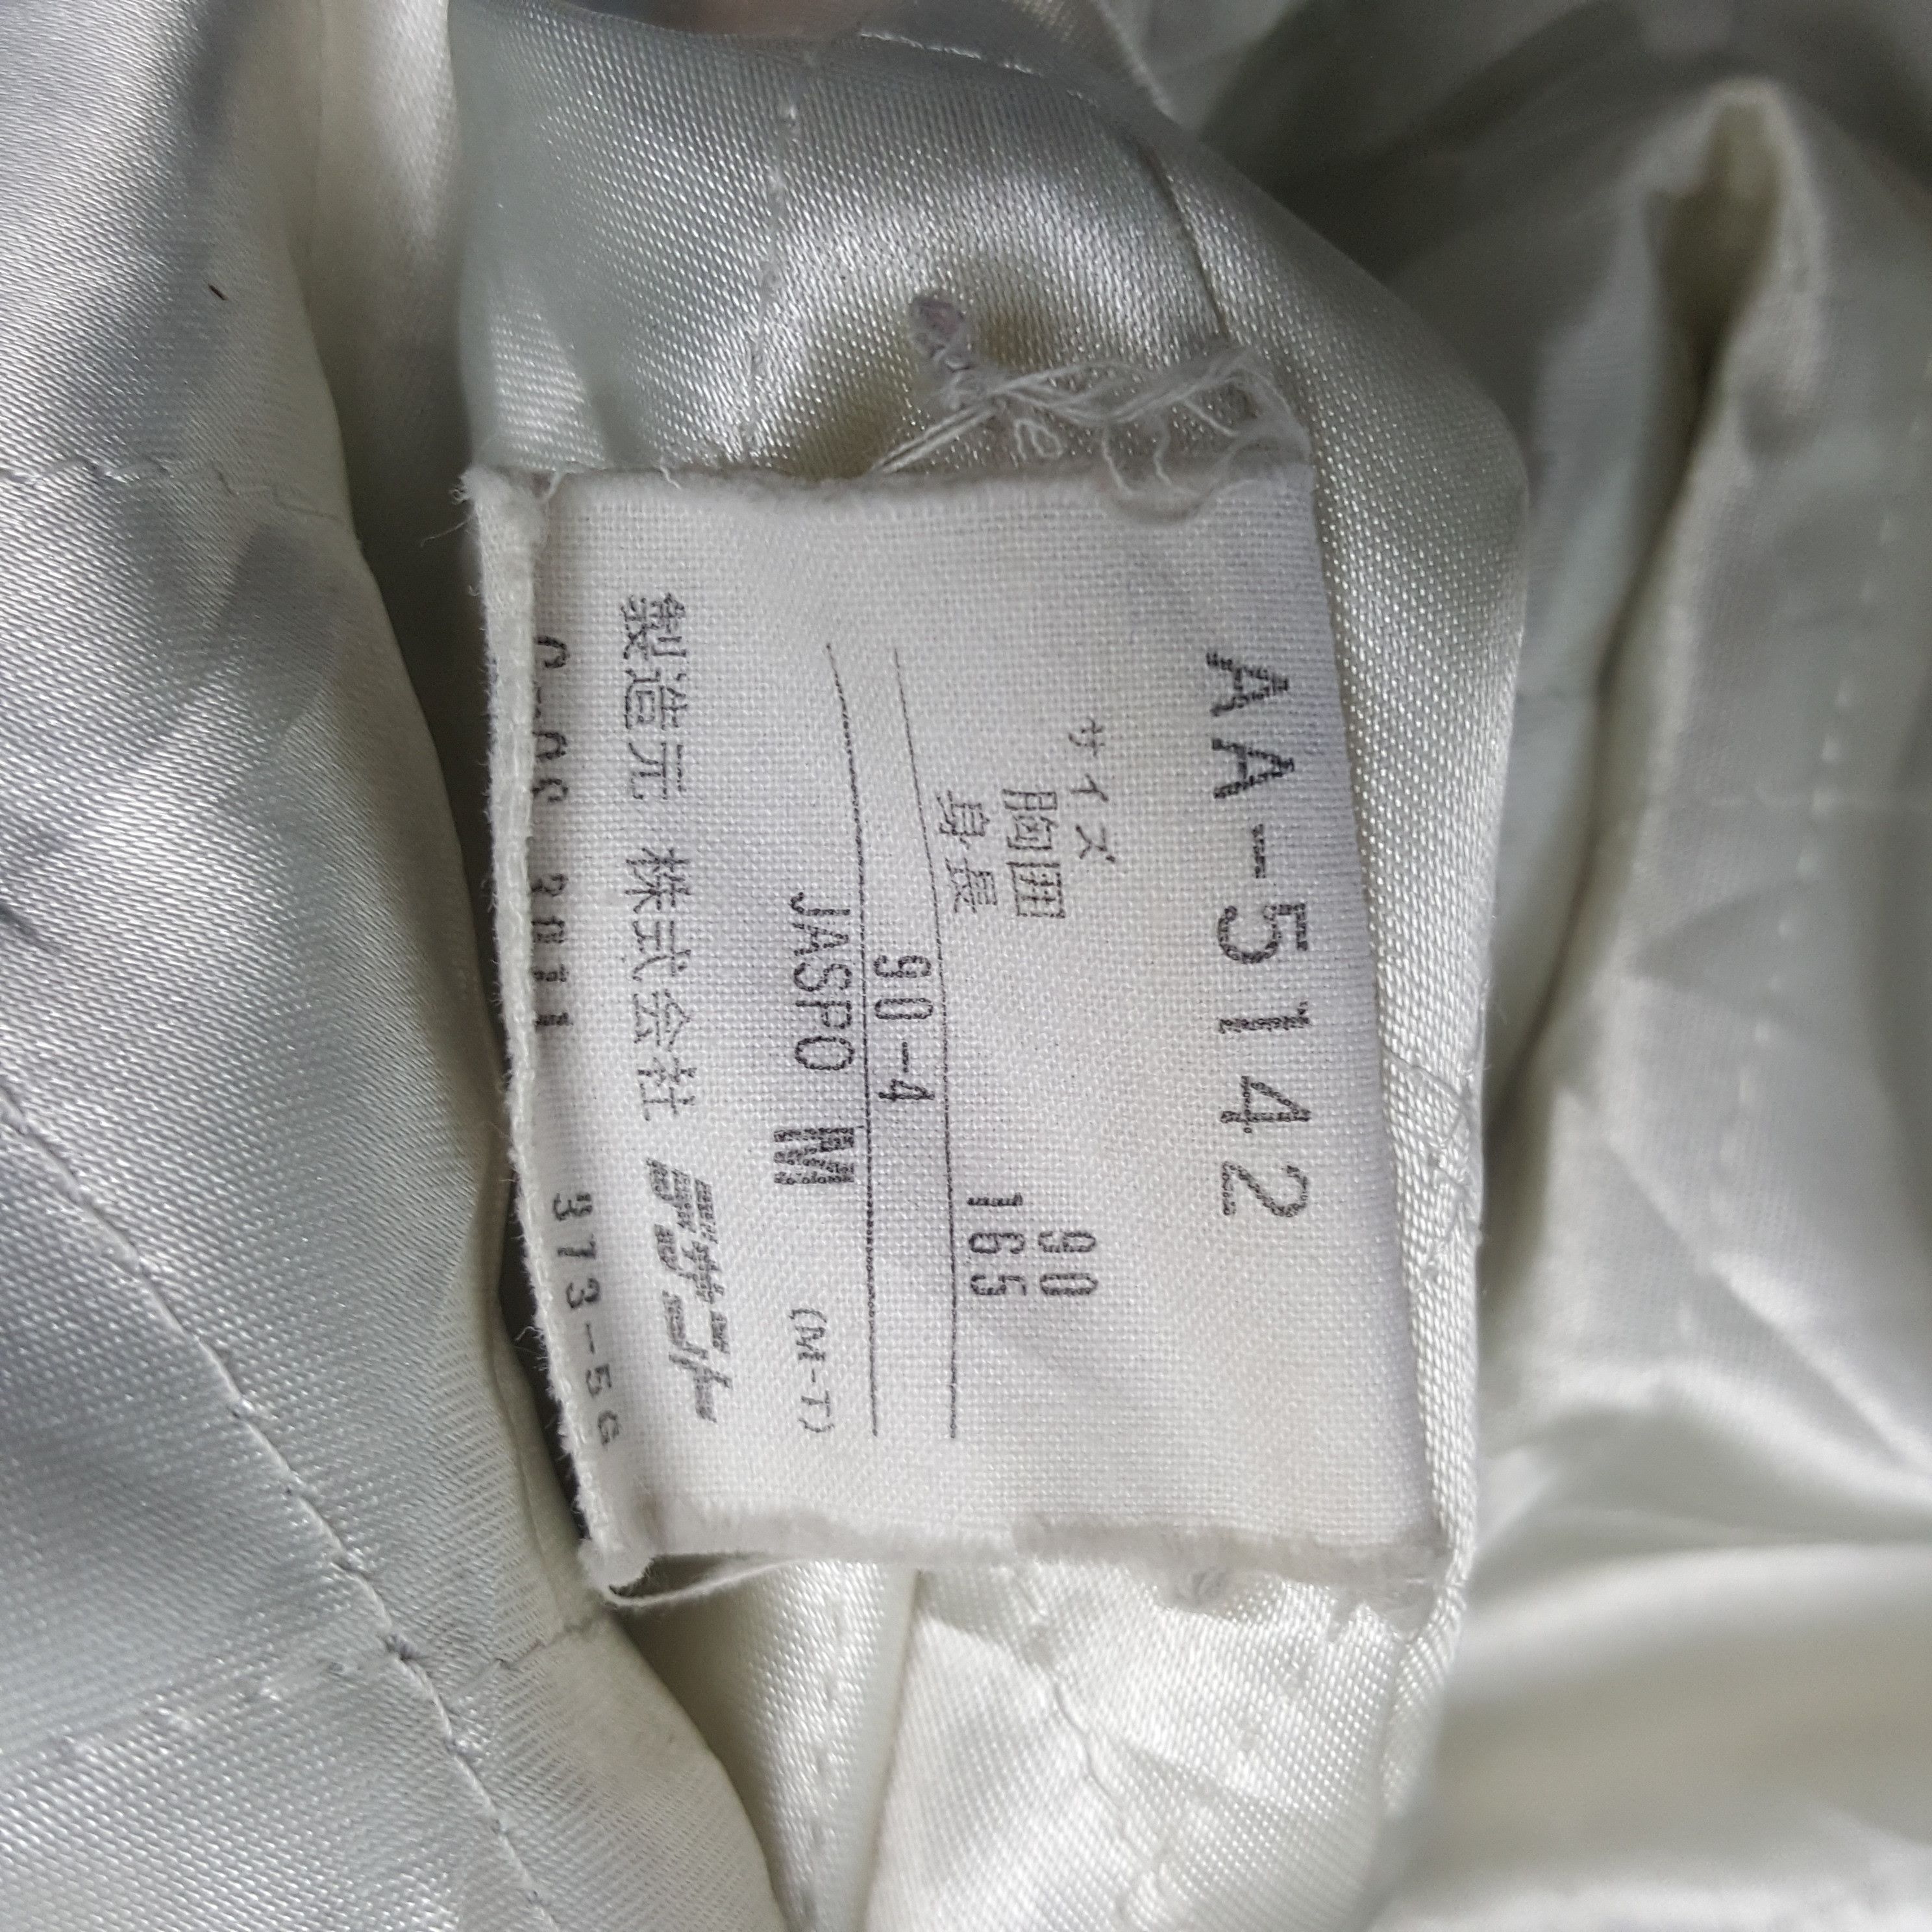 AA-5142
サイズ
胸囲 90
身長 165
90-4
JASPO M (M-T)
製造元 株式会社 デサント
373-56